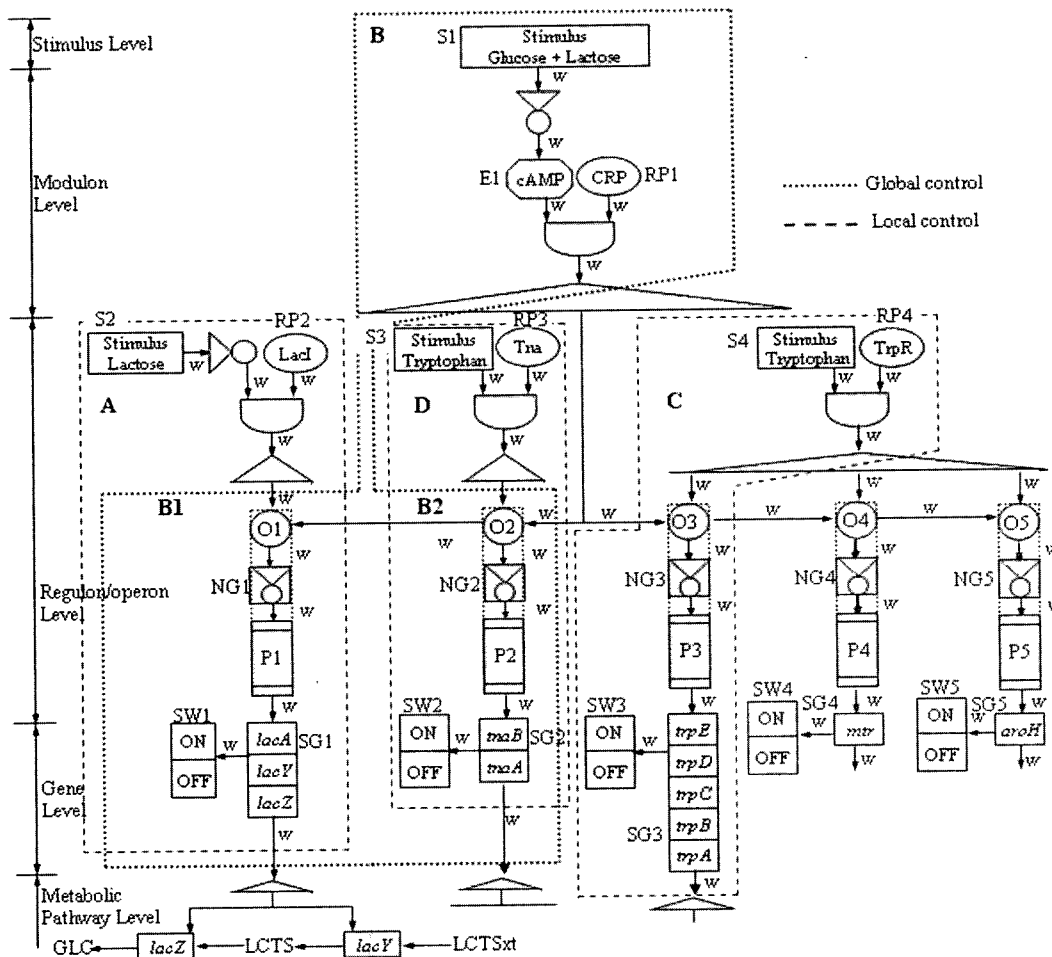 Stimulus Level
B
S1
Stimulus
Glucose + Lactose
w
w
Modulon
Level
E1
cAMP
CRP
RP1
w
w
w
Global control
Local control
S2
Stimulus
Lactose
w
RP2
LacI
w
w
A
w
S3
Stimulus
Tryptophan
RP3
Tna
w
w
D
w
S4
Stimulus
Tryptophan
RP4
TrpR
w
w
C
w
B1
B2
w
w
w
w
w
O1
w
O2
w
O3
w
O4
w
O5
Regulon/operon
Level
w
w
w
w
w
NG1
NG2
NG3
NG4
NG5
w
w
w
w
w
P1
P2
P3
P4
P5
w
w
w
w
w
Gene
Level
SW1
ON
OFF
w
lacA
lacY
lacZ
SG1
w
SW2
ON
OFF
w
tnaB
tnaA
SG2
w
SW3
ON
OFF
w
trpE
trpD
trpC
trpB
trpA
SG3
w
SW4
ON
OFF
w
SG4
mtr
w
SW5
ON
OFF
w
SG5
aroH
w
Metabolic
Pathway Level
GLC
lacZ
LCTS
lacY
LCTSxt